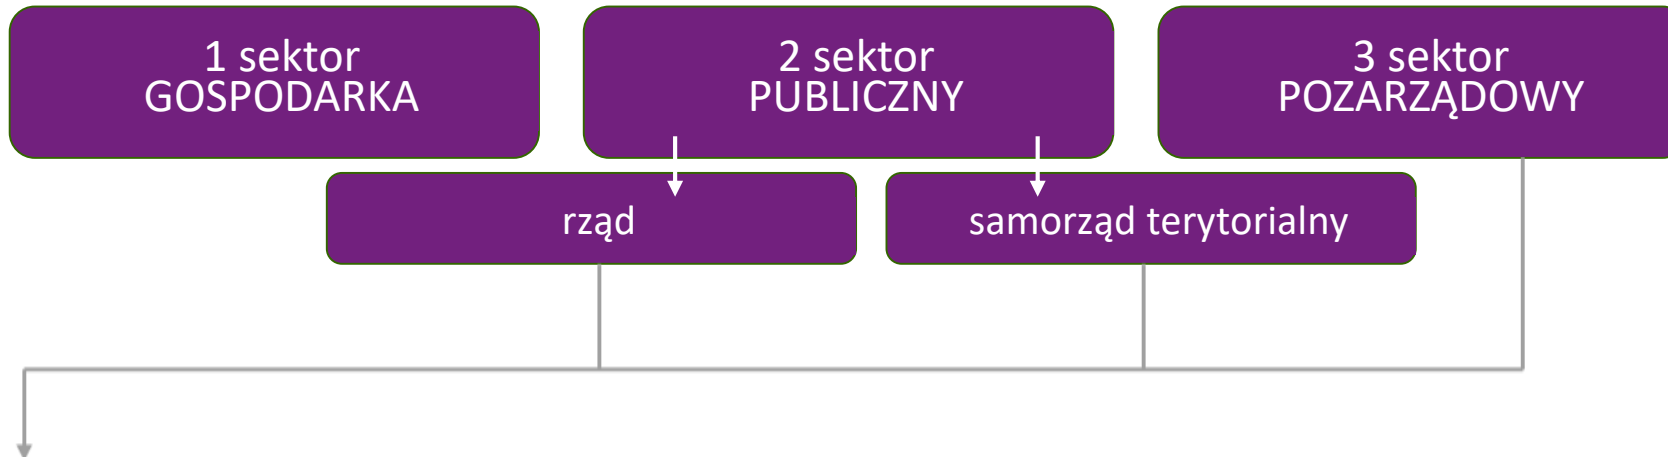 1 sektor
GOSPODARKA
2 sektor
PUBLICZNY
3 sektor
POZARZĄDOWY
rząd
samorząd terytorialny